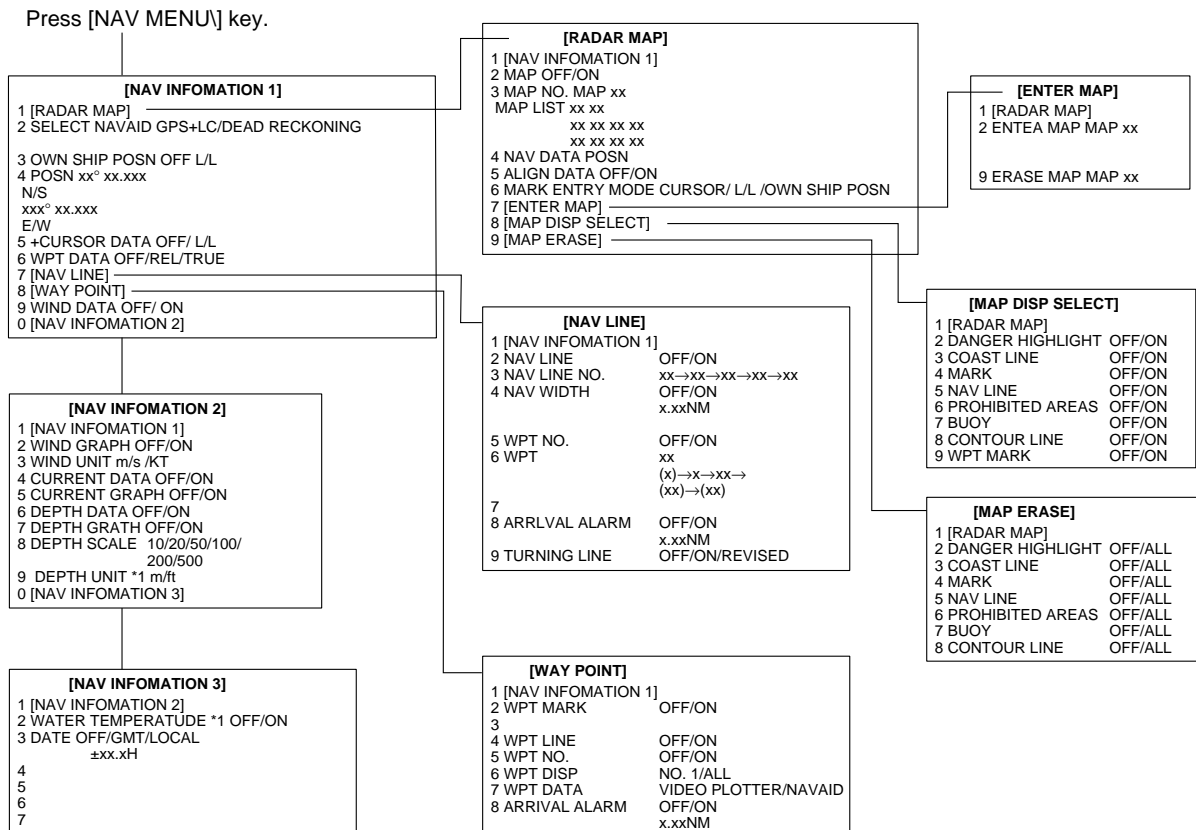 Press [NAV MENU\] key.
[NAV INFOMATION 1]
1 [RADAR MAP]
2 SELECT NAVAID GPS+LC/DEAD RECKONING
3 OWN SHIP POSN OFF L/L
4 POSN xx° xx.xxx
N/S
xxx° xx.xxx
E/W
5 +CURSOR DATA OFF/ L/L
6 WPT DATA OFF/REL/TRUE
7 [NAV LINE]
8 [WAY POINT]
9 WIND DATA OFF/ ON
0 [NAV INFOMATION 2]
[NAV INFOMATION 2]
1 [NAV INFOMATION 1]
2 WIND GRAPH OFF/ON
3 WIND UNIT m/s /KT
4 CURRENT DATA OFF/ON
5 CURRENT GRAPH OFF/ON
6 DEPTH DATA OFF/ON
7 DEPTH GRATH OFF/ON
8 DEPTH SCALE 10/20/50/100/
200/500
9 DEPTH UNIT *1 m/ft
0 [NAV INFOMATION 3]
[NAV INFOMATION 3]
1 [NAV INFOMATION 2]
2 WATER TEMPERATUDE *1 OFF/ON
3 DATE OFF/GMT/LOCAL
±xx.xH
4
5
6
7
[RADAR MAP]
1 [NAV INFOMATION 1]
2 MAP OFF/ON
3 MAP NO. MAP xx
MAP LIST xx xx
xx xx xx xx
xx xx xx xx
4 NAV DATA POSN
5 ALIGN DATA OFF/ON
6 MARK ENTRY MODE CURSOR/ L/L /OWN SHIP POSN
7 [ENTER MAP]
8 [MAP DISP SELECT]
9 [MAP ERASE]
[NAV LINE]
1 [NAV INFOMATION 1]
2 NAV LINE OFF/ON
3 NAV LINE NO. xx→xx→xx→xx→xx
4 NAV WIDTH OFF/ON
x.xxNM
5 WPT NO. OFF/ON
6 WPT xx
(x)→x→xx→
(xx)→(xx)
7
8 ARRLVAL ALARM OFF/ON
x.xxNM
9 TURNING LINE OFF/ON/REVISED
[WAY POINT]
1 [NAV INFOMATION 1]
2 WPT MARK OFF/ON
3
4 WPT LINE OFF/ON
5 WPT NO. OFF/ON
6 WPT DISP NO. 1/ALL
7 WPT DATA VIDEO PLOTTER/NAVAID
8 ARRIVAL ALARM OFF/ON
x.xxNM
[ENTER MAP]
1 [RADAR MAP]
2 ENTEA MAP MAP xx
9 ERASE MAP MAP xx
[MAP DISP SELECT]
1 [RADAR MAP]
2 DANGER HIGHLIGHT OFF/ON
3 COAST LINE OFF/ON
4 MARK OFF/ON
5 NAV LINE OFF/ON
6 PROHIBITED AREAS OFF/ON
7 BUOY OFF/ON
8 CONTOUR LINE OFF/ON
9 WPT MARK OFF/ON
[MAP ERASE]
1 [RADAR MAP]
2 DANGER HIGHLIGHT OFF/ALL
3 COAST LINE OFF/ALL
4 MARK OFF/ALL
5 NAV LINE OFF/ALL
6 PROHIBITED AREAS OFF/ALL
7 BUOY OFF/ALL
8 CONTOUR LINE OFF/ALL